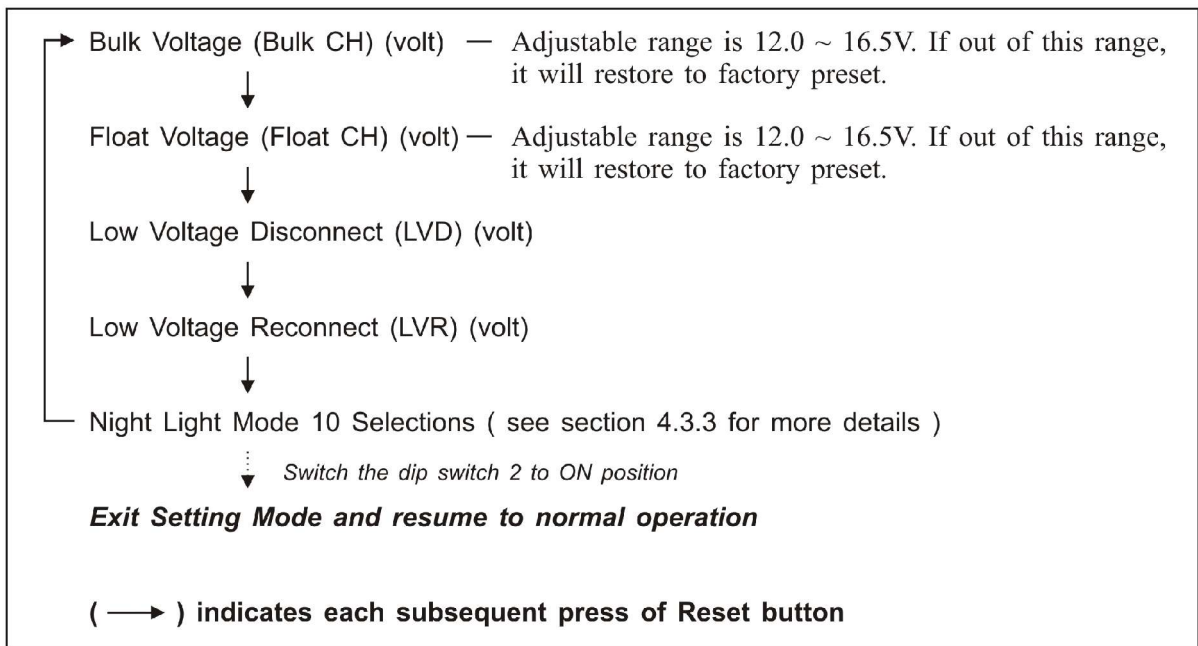 Bulk Voltage (Bulk CH) (volt) — Adjustable range is 12.0 ~ 16.5V. If out of this range,
it will restore to factory preset.
Float Voltage (Float CH) (volt) — Adjustable range is 12.0 ~ 16.5V. If out of this range,
it will restore to factory preset.
Low Voltage Disconnect (LVD) (volt)
Low Voltage Reconnect (LVR) (volt)
Night Light Mode 10 Selections ( see section 4.3.3 for more details )
Switch the dip switch 2 to ON position
Exit Setting Mode and resume to normal operation
( ⟶ ) indicates each subsequent press of Reset button